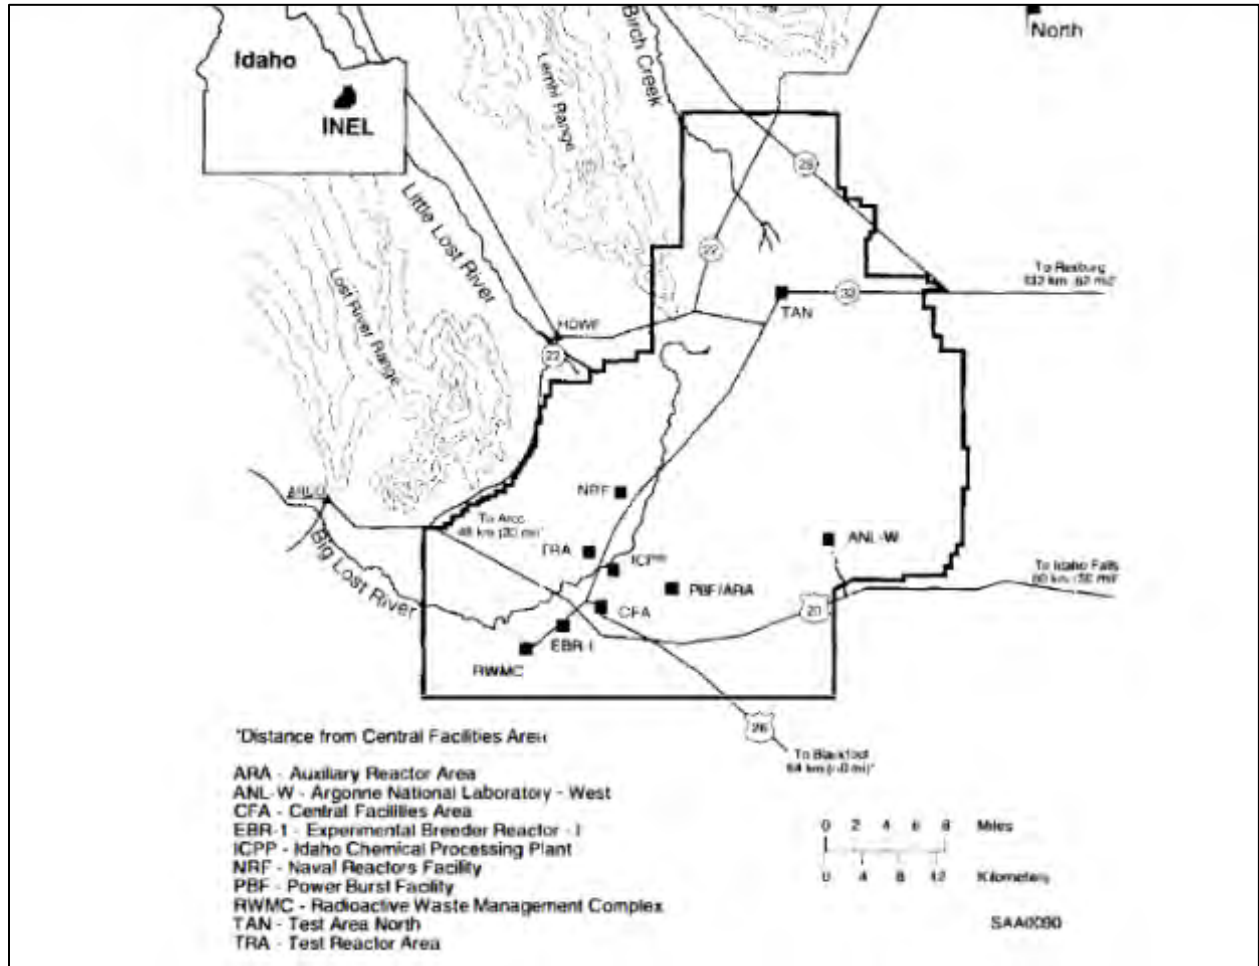 North
Idaho
INEL
Birch Creek
Lemhi Range
Little Lost River
Lost River Range
28
22
33
To Rexburg
TAN
HOWE
22
NRF
To Arco
TRA
ANL-W
Big Lost River
PBF/ARA
To Idaho Falls
CFA
20
EBR-I
RWMC
26
To Blackfoot
*Distance from Central Facilities Area
ARA - Auxiliary Reactor Area
ANL-W - Argonne National Laboratory - West
CFA - Central Facilities Area
EBR-1 - Experimental Breeder Reactor - I
ICPP - Idaho Chemical Processing Plant
NRF - Naval Reactors Facility
PBF - Power Burst Facility
RWMC - Radioactive Waste Management Complex
TAN - Test Area North
TRA - Test Reactor Area
0 2 4 6 8 Miles
0 4 8 12 Kilometers
SAA0090